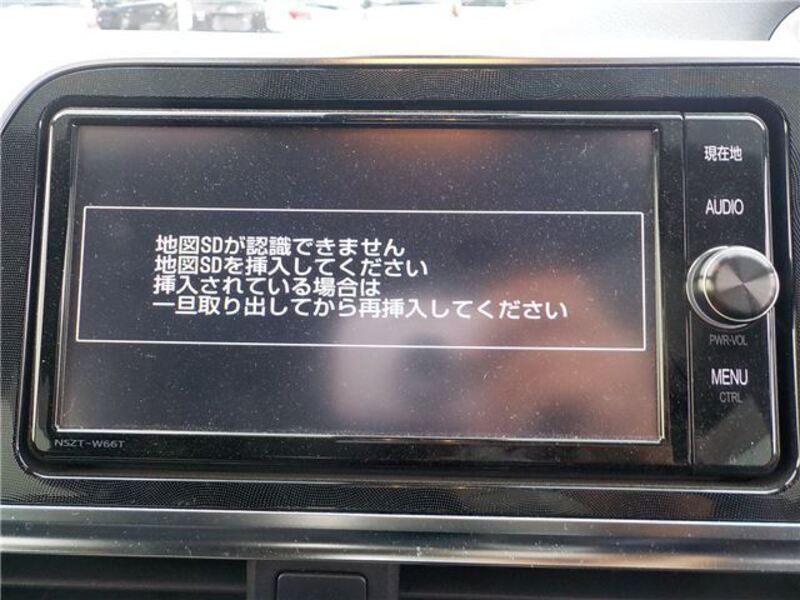 地図SDが認識できません
地図SDを挿入してください
挿入されている場合は
一旦取り出してから再挿入してください
現在地
AUDIO
PWR-VOL
MENU
CTRL
NSZT-W66T